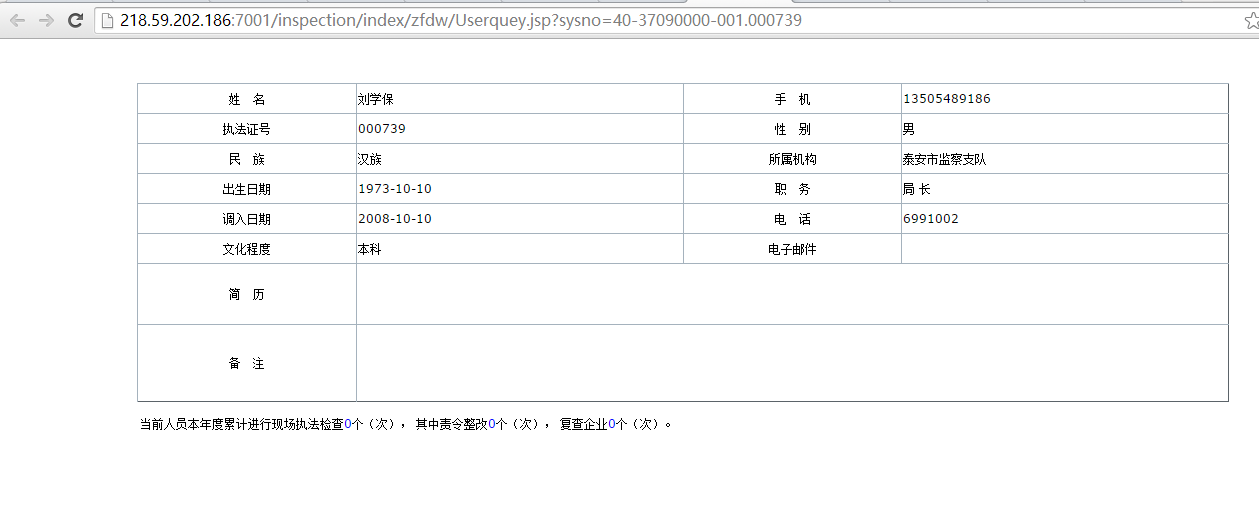 218.59.202.186:7001/inspection/index/zfdw/Userquey.jsp?sysno=40-37090000-001.000739
姓 名 刘学保 手 机 13505489186
执法证号 000739 性 别 男
民 族 汉族 所属机构 泰安市监察支队
出生日期 1973-10-10 职 务 局 长
调入日期 2008-10-10 电 话 6991002
文化程度 本科 电子邮件
简 历
备 注
当前人员本年度累计进行现场执法检查0个（次）， 其中责令整改0个（次）， 复查企业0个（次）。